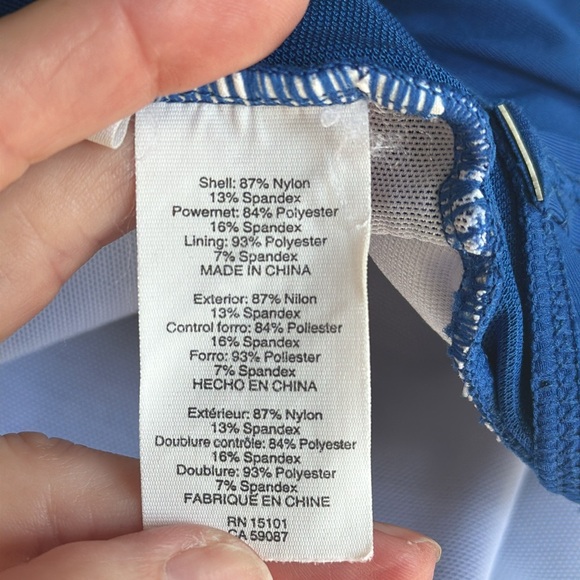 Shell: 87% Nylon
13% Spandex
Powernet: 84% Polyester
16% Spandex
Lining: 93% Polyester
7% Spandex
MADE IN CHINA
Exterior: 87% Nilon
13% Spandex
Control forro: 84% Poliester
16% Spandex
Forro: 93% Poliester
7% Spandex
HECHO EN CHINA
Extérieur: 87% Nylon
13% Spandex
Doublure contrôle: 84% Polyester
16% Spandex
Doublure: 93% Polyester
7% Spandex
FABRIQUÉ EN CHINE
RN 15101
CA 59087